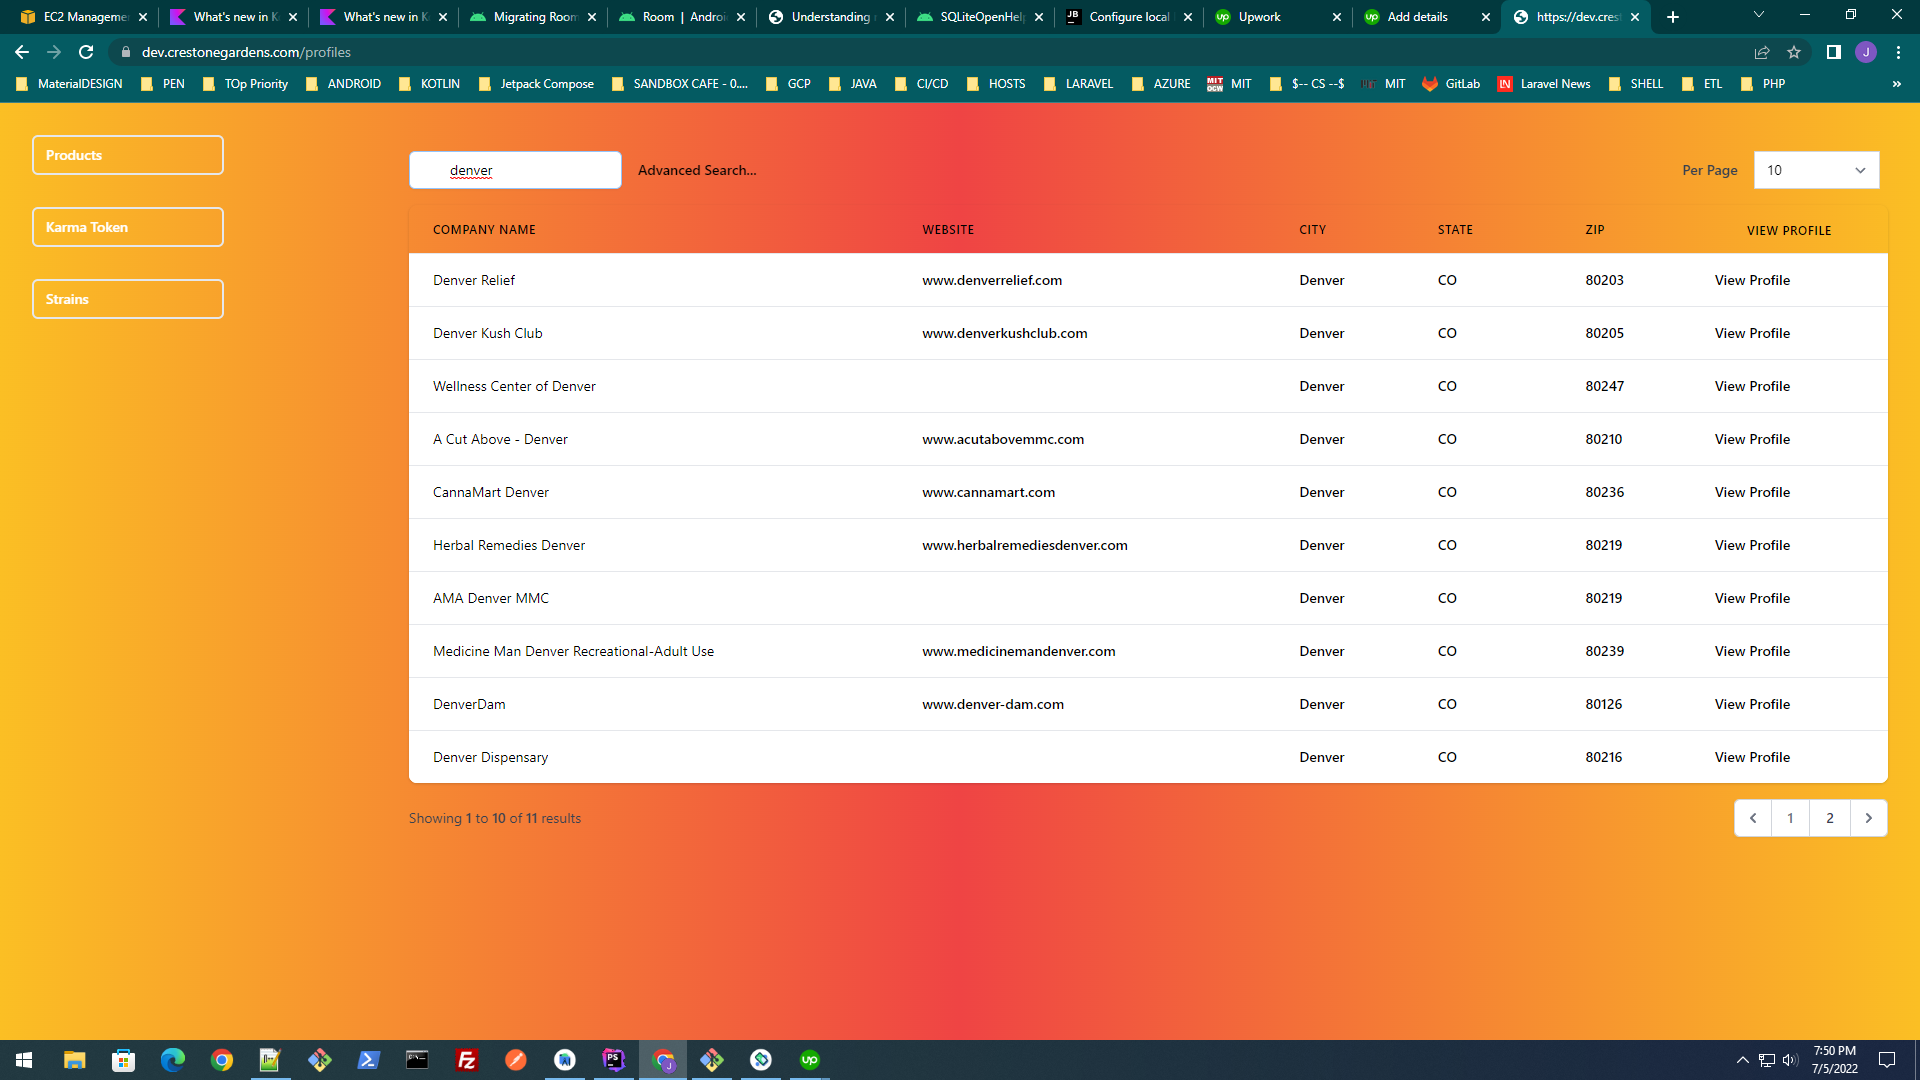 EC2 Manageme
What's new in K
What's new in K
Migrating Room
Room | Androi
Understanding
SQLiteOpenHel
Configure local
Upwork
Add details
https://dev.crest
dev.crestonegardens.com/profiles
J
MaterialDESIGN
PEN
TOp Priority
ANDROID
KOTLIN
Jetpack Compose
SANDBOX CAFE - 0....
GCP
JAVA
CI/CD
HOSTS
LARAVEL
AZURE
MIT
$-- CS --$
MIT
GitLab
Laravel News
SHELL
ETL
PHP
»
Products
Karma Token
Strains
denver
Advanced Search...
Per Page
10
COMPANY NAME WEBSITE CITY STATE ZIP VIEW PROFILE
Denver Relief www.denverrelief.com Denver CO 80203 View Profile
Denver Kush Club www.denverkushclub.com Denver CO 80205 View Profile
Wellness Center of Denver Denver CO 80247 View Profile
A Cut Above - Denver www.acutabovemmc.com Denver CO 80210 View Profile
CannaMart Denver www.cannamart.com Denver CO 80236 View Profile
Herbal Remedies Denver www.herbalremediesdenver.com Denver CO 80219 View Profile
AMA Denver MMC Denver CO 80219 View Profile
Medicine Man Denver Recreational-Adult Use www.medicinemandenver.com Denver CO 80239 View Profile
DenverDam www.denver-dam.com Denver CO 80126 View Profile
Denver Dispensary Denver CO 80216 View Profile
Showing 1 to 10 of 11 results
1 2
7:50 PM
7/5/2022